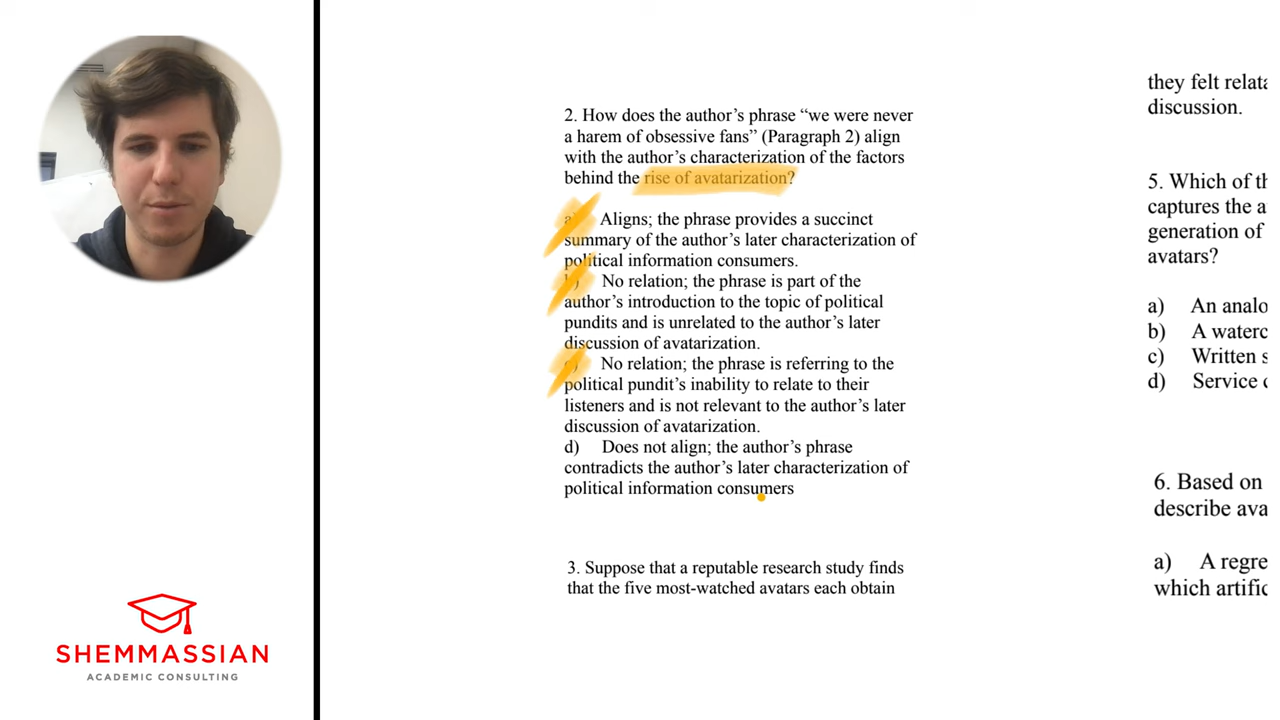 2. How does the author’s phrase “we were never
a harem of obsessive fans” (Paragraph 2) align
with the author’s characterization of the factors
behind the rise of avatarization?
a) Aligns; the phrase provides a succinct
summary of the author’s later characterization of
political information consumers.
b) No relation; the phrase is part of the
author’s introduction to the topic of political
pundits and is unrelated to the author’s later
discussion of avatarization.
c) No relation; the phrase is referring to the
political pundit’s inability to relate to their
listeners and is not relevant to the author’s later
discussion of avatarization.
d) Does not align; the author’s phrase
contradicts the author’s later characterization of
political information consumers
3. Suppose that a reputable research study finds
that the five most-watched avatars each obtain
they felt
discussion.
5. Which of
captures the
generation of
avatars?
a) An
b) A
c) Written
d) Service
6. Based on
describe
a) A
which
SHEMMASSIAN
ACADEMIC CONSULTING